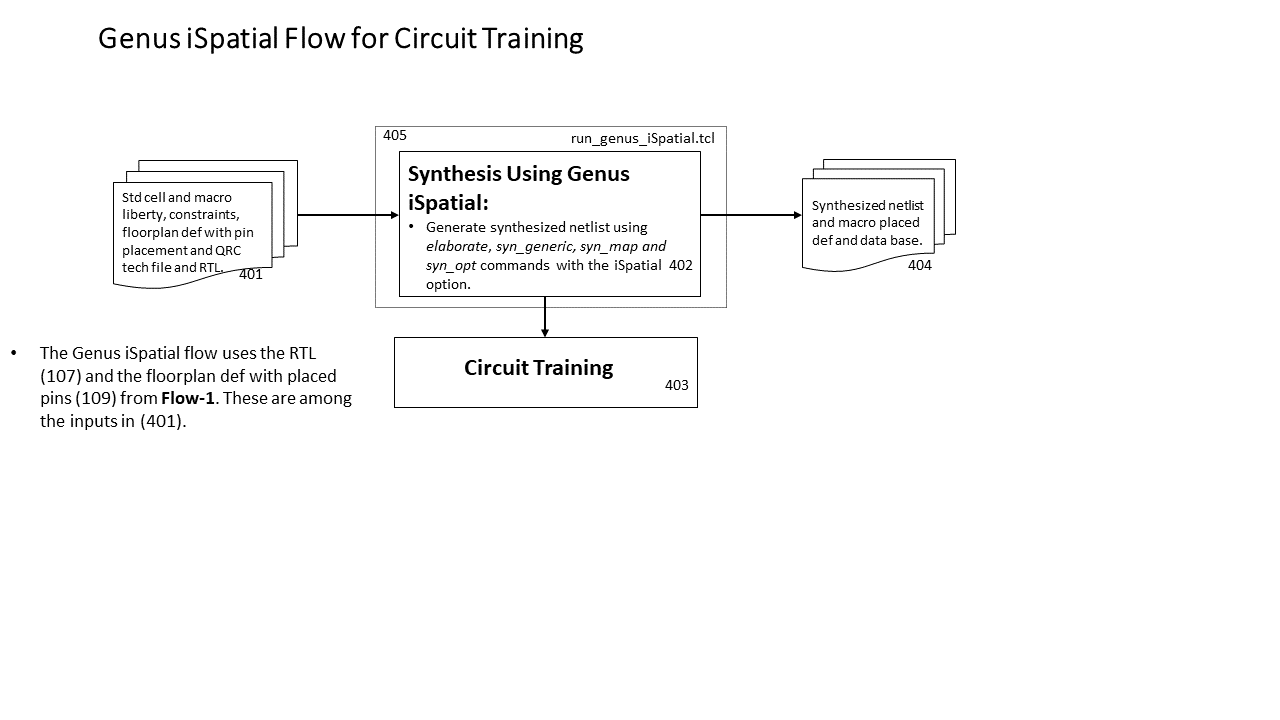 Genus iSpatial Flow for Circuit Training
405
run_genus_iSpatial.tcl
Std cell and macro
liberty, constraints,
floorplan def with pin
placement and QRC
tech file and RTL.
401
Synthesis Using Genus
iSpatial:
• Generate synthesized netlist using
elaborate, syn_generic, syn_map and
syn_opt commands with the iSpatial 402
option.
Synthesized netlist
and macro placed
def and data base.
404
Circuit Training
403
• The Genus iSpatial flow uses the RTL
(107) and the floorplan def with placed
pins (109) from Flow-1. These are among
the inputs in (401).